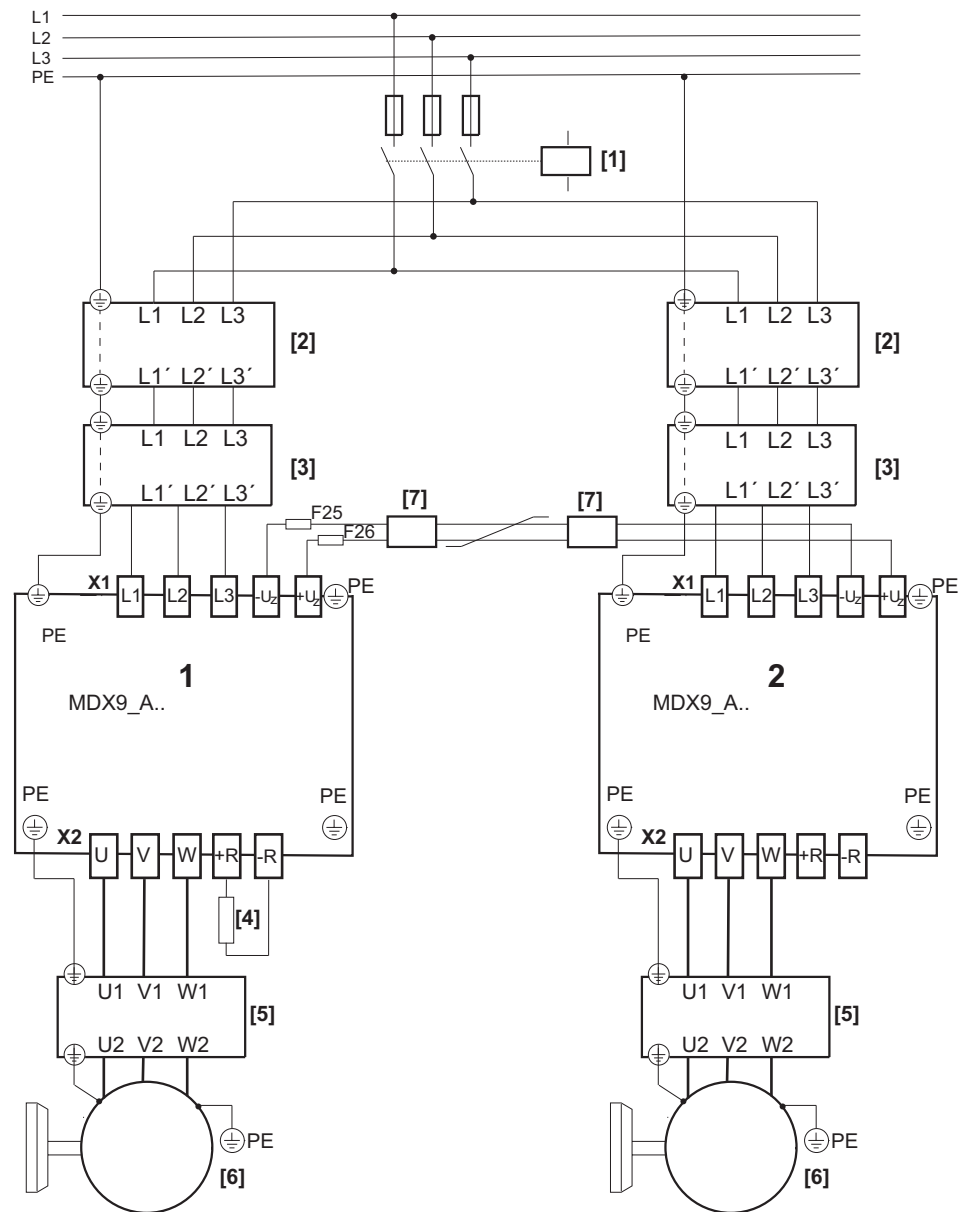 L1
L2
L3
PE
[1]
L1 L2 L3
[2]
L1´ L2´ L3´
L1 L2 L3
[2]
L1´ L2´ L3´
L1 L2 L3
[3]
L1´ L2´ L3´
L1 L2 L3
[3]
L1´ L2´ L3´
F25
F26
[7]
[7]
X1
L1 L2 L3 -Uz +Uz PE
PE
1
MDX9_A..
PE
PE
X2
U V W +R -R
[4]
X1
L1 L2 L3 -Uz +Uz PE
PE
2
MDX9_A..
PE
PE
X2
U V W +R -R
U1 V1 W1
[5]
U2 V2 W2
PE
[6]
U1 V1 W1
[5]
U2 V2 W2
PE
[6]